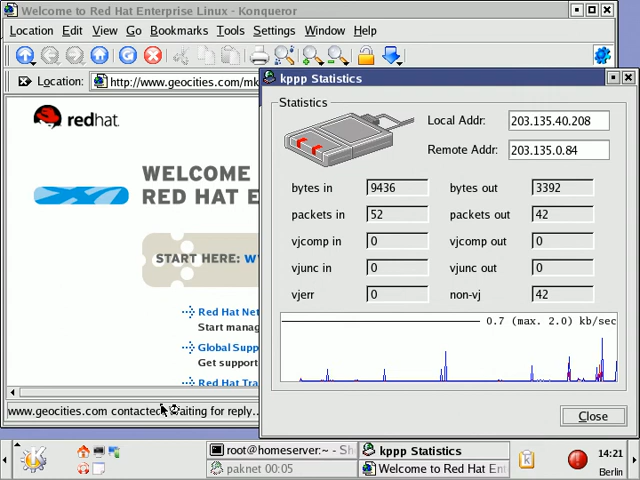 Welcome to Red Hat Enterprise Linux - Konqueror
Location Edit View Go Bookmarks Tools Settings Window Help
Location: http://www.geocities.com/mk
redhat.
WELCOME
RED HAT E
START HERE: W
Red Hat Net
Start manag
Global Supp
Get support
Red Hat Tra
www.geocities.com contacted. Waiting for reply...
kppp Statistics
Statistics
Local Addr: 203.135.40.208
Remote Addr: 203.135.0.84
bytes in 9436 bytes out 3392
packets in 52 packets out 42
vjcomp in 0 vjcomp out 0
vjunc in 0 vjunc out 0
vjerr 0 non-vj 42
0.7 (max. 2.0) kb/sec
Close
root@homeserver:~ - She
kppp Statistics
paknet 00:05
Welcome to Red Hat Ent
14:21
Berlin